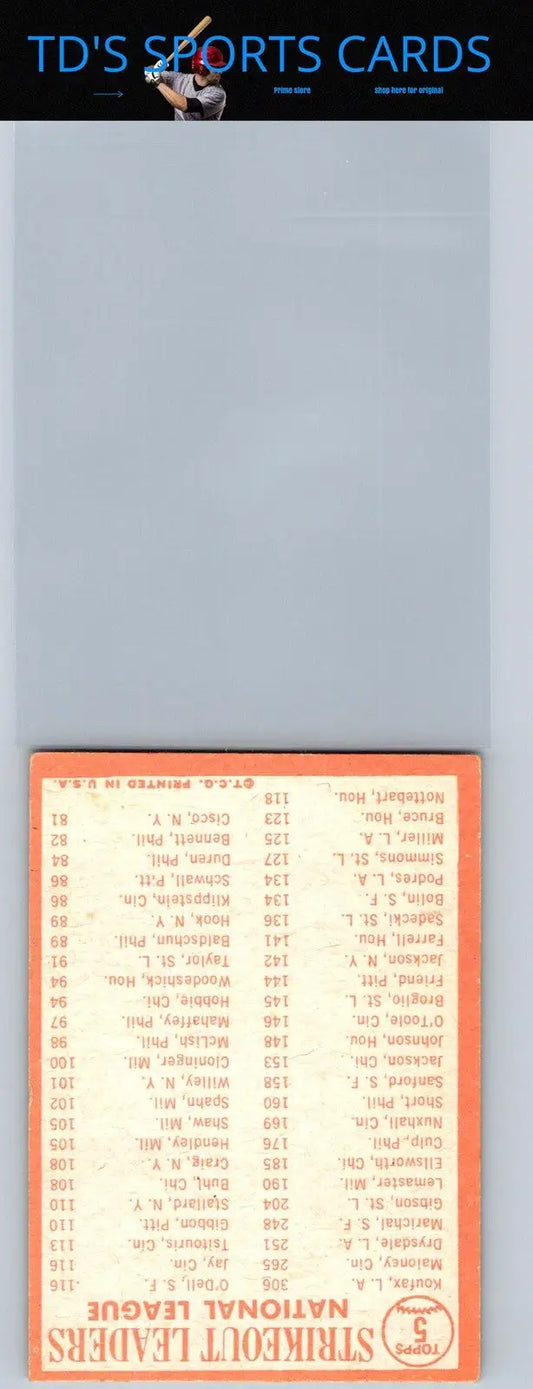 TD'S SPORTS CARDS
Prime store
shop here for original
TOPPS
5
STRIKEOUT LEADERS
NATIONAL LEAGUE
Koufax, L. A. 306
Maloney, Cin. 265
Drysdale, L. A. 251
Marichal, S. F. 248
Gibson, St. L. 204
Lemaster, Mil. 190
Ellsworth, Chi. 185
Culp, Phil. 176
Nuxhall, Cin. 169
Short, Phil. 160
Sanford, S. F. 158
Jackson, Chi. 153
Johnson, Hou. 148
O'Toole, Cin. 146
Broglio, St. L. 145
Friend, Pitt. 144
Jackson, N. Y. 142
Farrell, Hou. 141
Sadecki, St. L. 136
Bolin, S. F. 134
Podres, L. A. 134
Simmons, St. L. 127
Miller, L. A. 125
Bruce, Hou. 123
Nottebart, Hou. 118
O'Dell, S. F. 116
Jay, Cin. 116
Tsitouris, Cin. 113
Gibbon, Pitt. 110
Stallard, N. Y. 110
Buhl, Chi. 108
Craig, N. Y. 108
Hendley, Mil. 105
Shaw, Mil. 105
Spahn, Mil. 102
Willey, N. Y. 101
Cloninger, Mil. 100
McLish, Phil. 98
Mahaffey, Phil. 97
Hobbie, Chi. 94
Woodeshick, Hou. 94
Taylor, St. L. 91
Baldschun, Phil. 89
Hook, N. Y. 89
Klippstein, Cin. 86
Schwall, Pitt. 86
Duren, Phil. 84
Bennett, Phil. 82
Cisco, N. Y. 81
©T.C.G. PRINTED IN U.S.A.